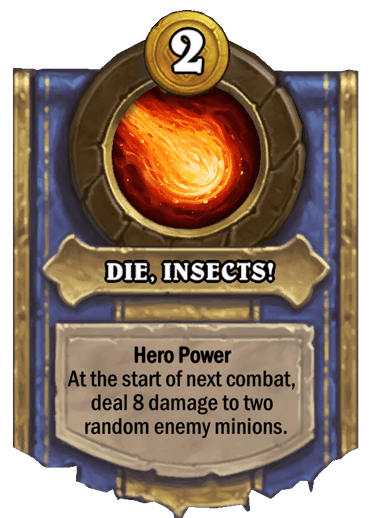 2
DIE, INSECTS!
Hero Power
At the start of next combat,
deal 8 damage to two
random enemy minions.